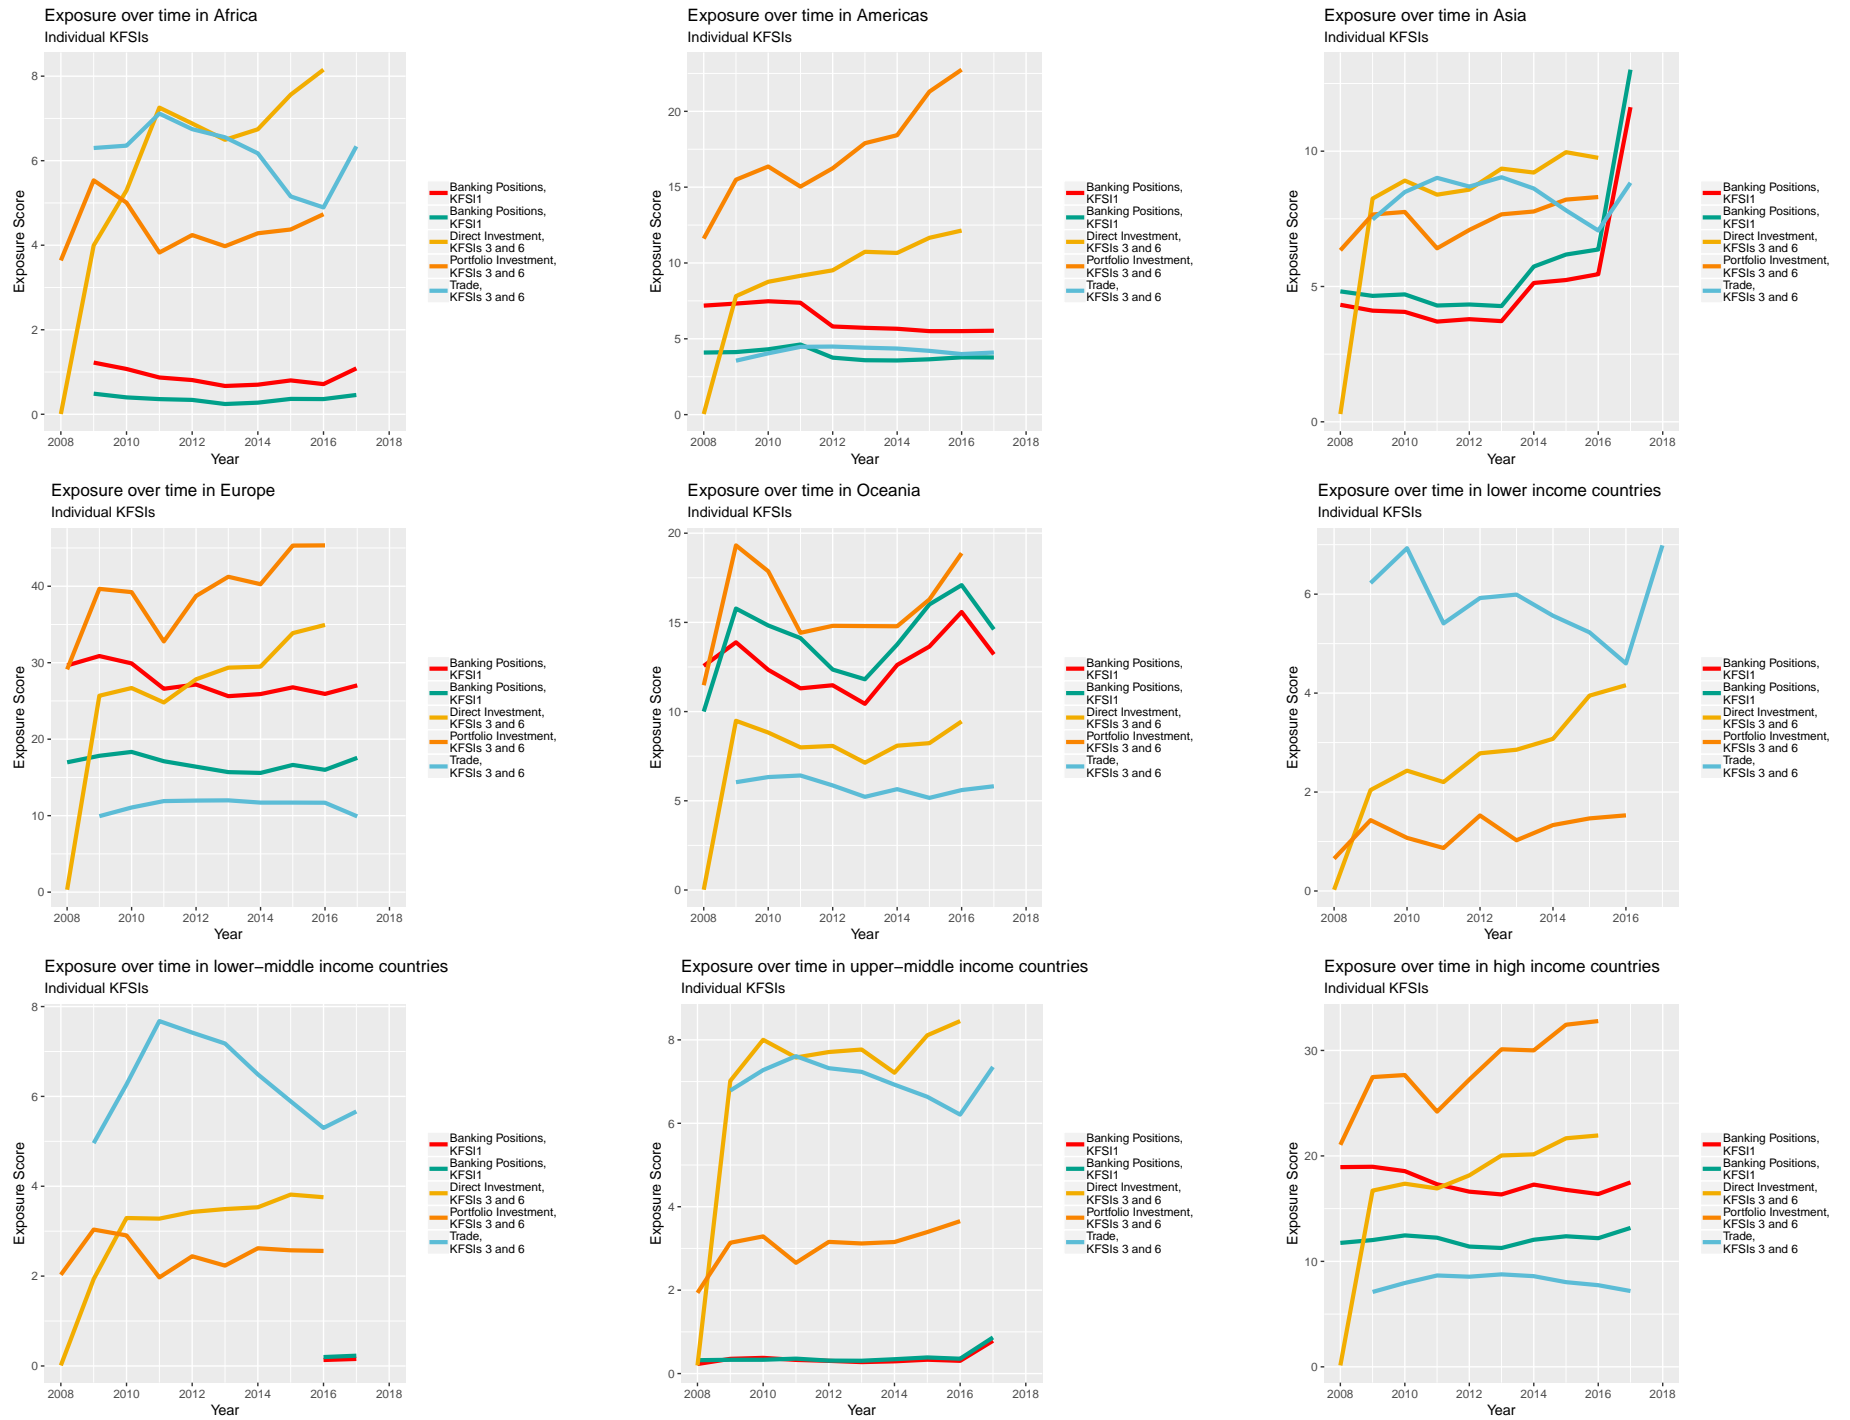 Exposure over time in Africa
Individual KFSIs
Exposure Score
8
6
4
2
0
2008 2010 2012 2014 2016 2018
Year
Banking Positions,
KFSI1
Banking Positions,
KFSI1
Direct Investment,
KFSIs 3 and 6
Portfolio Investment,
KFSIs 3 and 6
Trade,
KFSIs 3 and 6
Exposure over time in Americas
Individual KFSIs
Exposure Score
20
15
10
5
0
2008 2010 2012 2014 2016 2018
Year
Banking Positions,
KFSI1
Banking Positions,
KFSI1
Direct Investment,
KFSIs 3 and 6
Portfolio Investment,
KFSIs 3 and 6
Trade,
KFSIs 3 and 6
Exposure over time in Asia
Individual KFSIs
Exposure Score
10
5
0
2008 2010 2012 2014 2016 2018
Year
Banking Positions,
KFSI1
Banking Positions,
KFSI1
Direct Investment,
KFSIs 3 and 6
Portfolio Investment,
KFSIs 3 and 6
Trade,
KFSIs 3 and 6
Exposure over time in Europe
Individual KFSIs
Exposure Score
40
30
20
10
0
2008 2010 2012 2014 2016 2018
Year
Banking Positions,
KFSI1
Banking Positions,
KFSI1
Direct Investment,
KFSIs 3 and 6
Portfolio Investment,
KFSIs 3 and 6
Trade,
KFSIs 3 and 6
Exposure over time in Oceania
Individual KFSIs
Exposure Score
20
15
10
5
0
2008 2010 2012 2014 2016 2018
Year
Banking Positions,
KFSI1
Banking Positions,
KFSI1
Direct Investment,
KFSIs 3 and 6
Portfolio Investment,
KFSIs 3 and 6
Trade,
KFSIs 3 and 6
Exposure over time in lower income countries
Individual KFSIs
Exposure Score
6
4
2
0
2008 2010 2012 2014 2016
Year
Banking Positions,
KFSI1
Banking Positions,
KFSI1
Direct Investment,
KFSIs 3 and 6
Portfolio Investment,
KFSIs 3 and 6
Trade,
KFSIs 3 and 6
Exposure over time in lower−middle income countries
Individual KFSIs
Exposure Score
8
6
4
2
0
2008 2010 2012 2014 2016 2018
Year
Banking Positions,
KFSI1
Banking Positions,
KFSI1
Direct Investment,
KFSIs 3 and 6
Portfolio Investment,
KFSIs 3 and 6
Trade,
KFSIs 3 and 6
Exposure over time in upper−middle income countries
Individual KFSIs
Exposure Score
8
6
4
2
0
2008 2010 2012 2014 2016 2018
Year
Banking Positions,
KFSI1
Banking Positions,
KFSI1
Direct Investment,
KFSIs 3 and 6
Portfolio Investment,
KFSIs 3 and 6
Trade,
KFSIs 3 and 6
Exposure over time in high income countries
Individual KFSIs
Exposure Score
30
20
10
0
2008 2010 2012 2014 2016 2018
Year
Banking Positions,
KFSI1
Banking Positions,
KFSI1
Direct Investment,
KFSIs 3 and 6
Portfolio Investment,
KFSIs 3 and 6
Trade,
KFSIs 3 and 6